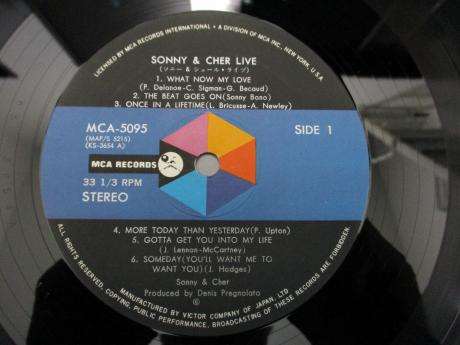 LICENSED BY MCA RECORDS INTERNATIONAL • A DIVISION OF MCA INC., NEW YORK, U.S.A.
SONNY & CHER LIVE
(ソニー&シェール・ライブ)
1. WHAT NOW MY LOVE
(P. Delanoe-C. Sigman-G. Becaud)
2. THE BEAT GOES ON(Sonny Bono)
3. ONCE IN A LIFETIME(L. Bricusse-A. Newley)
MCA-5095
(MAP/S 5215)
(KS-3654 A)
SIDE 1
MCA RECORDS
33 1/3 RPM
STEREO
4. MORE TODAY THAN YESTERDAY(P. Upton)
5. GOTTA GET YOU INTO MY LIFE
(J. Lennon-McCartney)
6. SOMEDAY(YOU'LL WANT ME TO
WANT YOU)(J. Hodges)
Sonny & Cher
Produced by Denis Pregnolato
Ⓟ
ALL RIGHTS RESERVED. UNAUTHORIZED COPYING, PUBLIC PERFORMANCE, BROADCASTING OF THESE RECORDS ARE FORBIDDEN
MANUFACTURED BY VICTOR COMPANY OF JAPAN, LTD